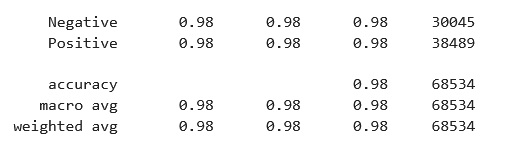 Negative 0.98 0.98 0.98 30045
Positive 0.98 0.98 0.98 38489
accuracy 0.98 68534
macro avg 0.98 0.98 0.98 68534
weighted avg 0.98 0.98 0.98 68534